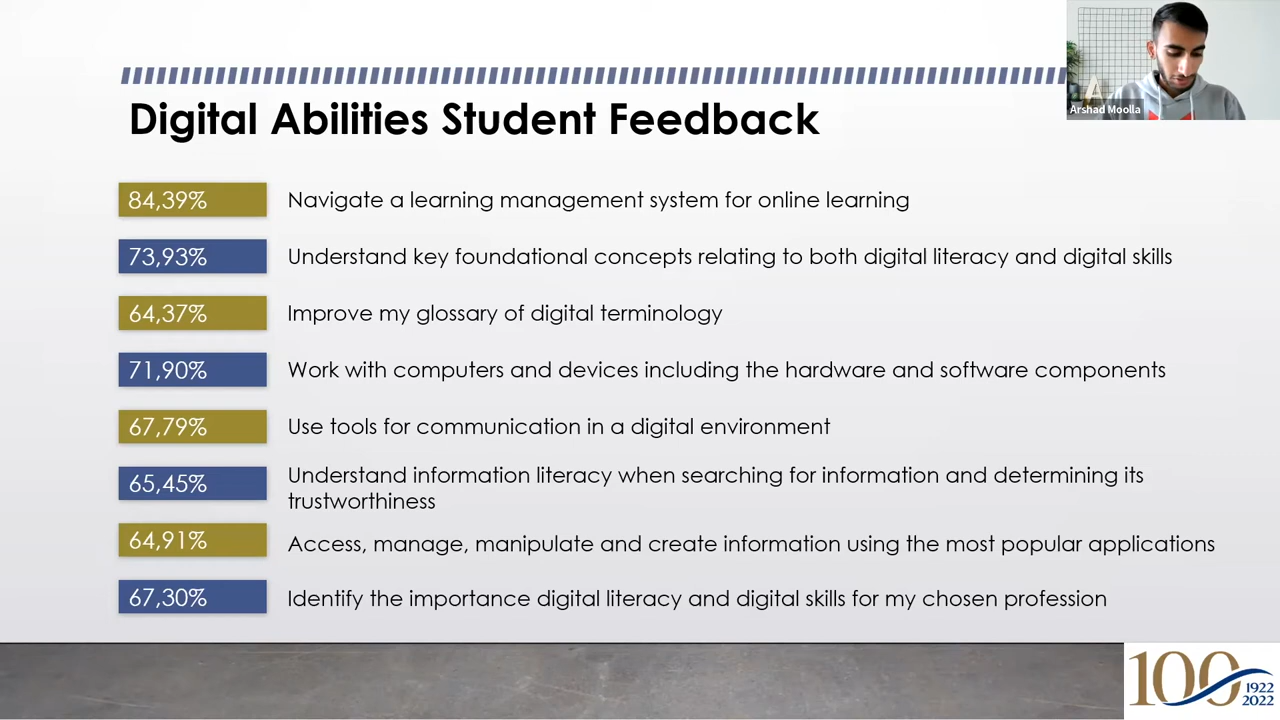 Arshad Moolla
Digital Abilities Student Feedback
84,39% Navigate a learning management system for online learning
73,93% Understand key foundational concepts relating to both digital literacy and digital skills
64,37% Improve my glossary of digital terminology
71,90% Work with computers and devices including the hardware and software components
67,79% Use tools for communication in a digital environment
65,45% Understand information literacy when searching for information and determining its
trustworthiness
64,91% Access, manage, manipulate and create information using the most popular applications
67,30% Identify the importance digital literacy and digital skills for my chosen profession
100
1922
2022